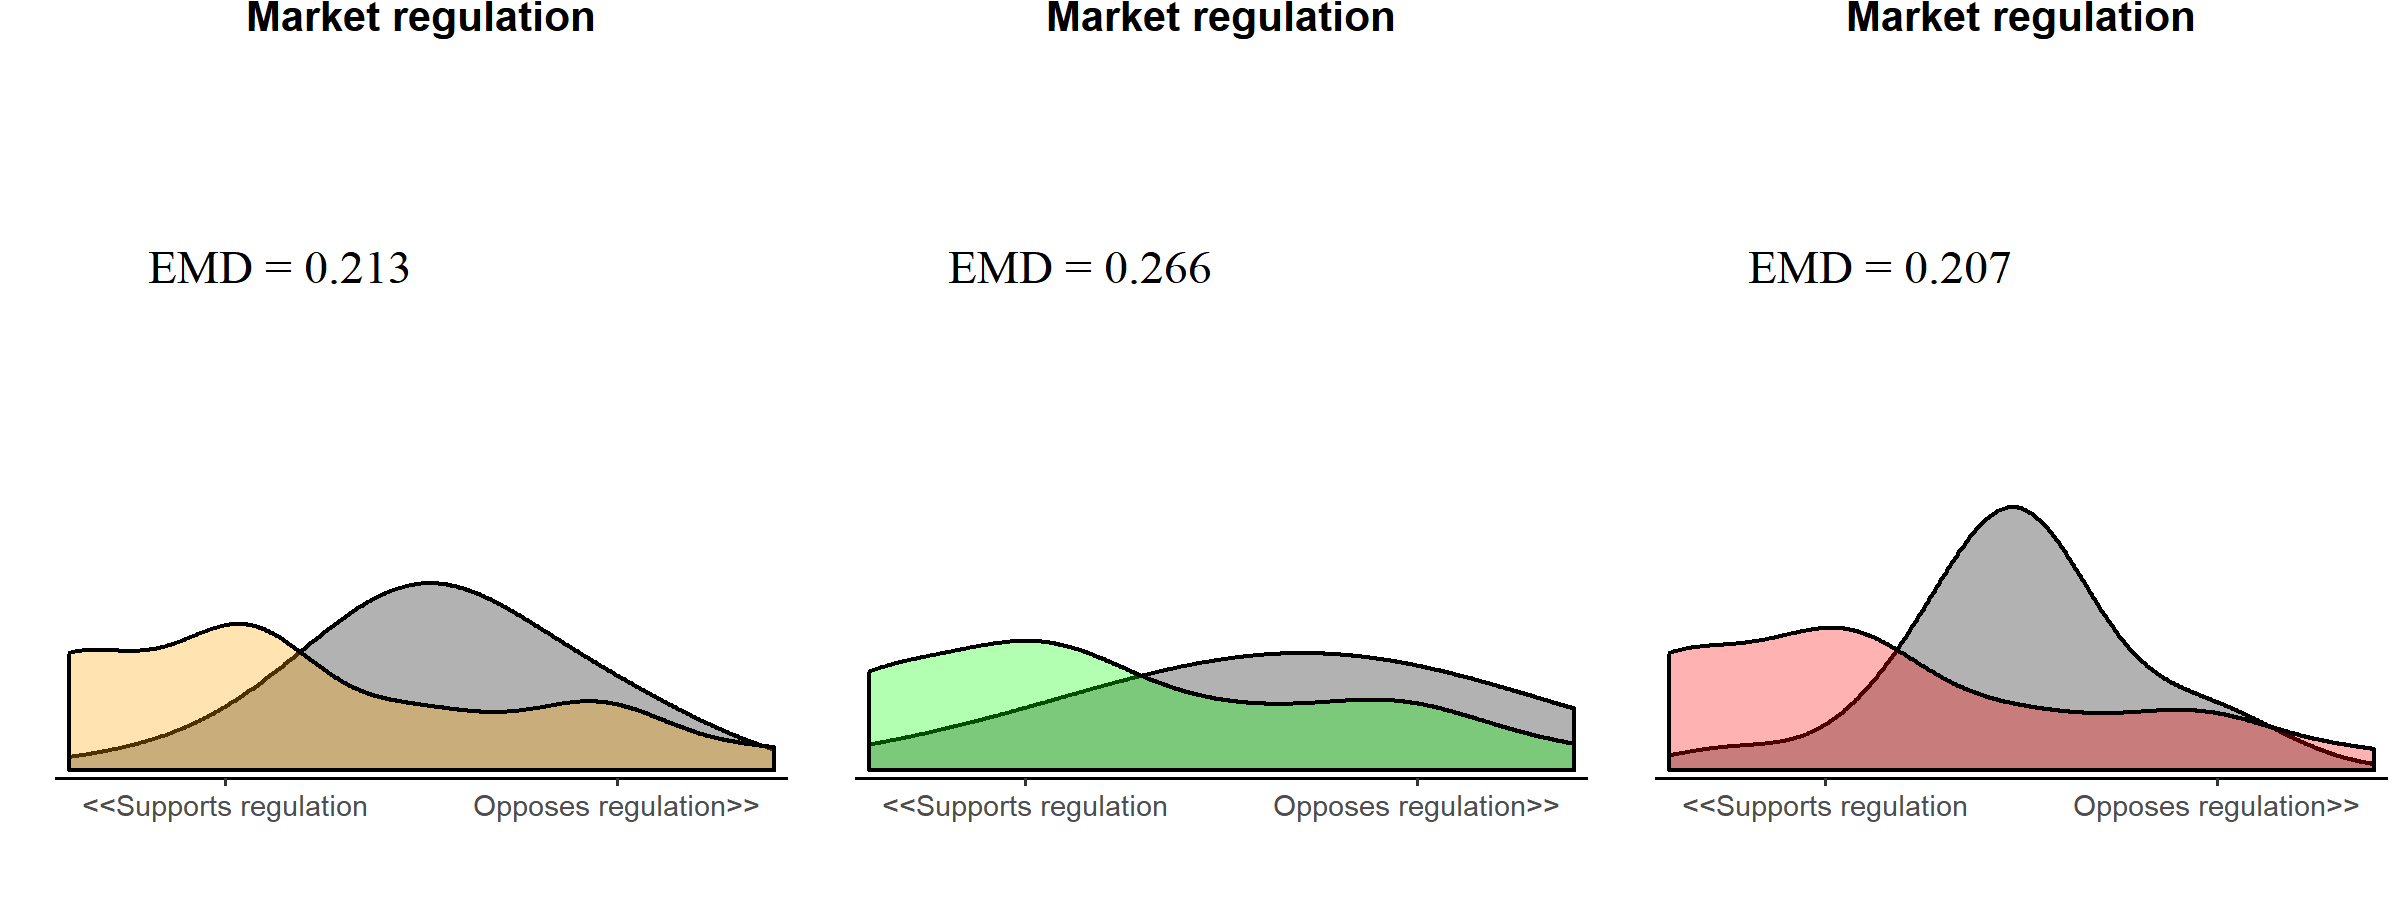 Market regulation
Market regulation
Market regulation
EMD = 0.213
EMD = 0.266
EMD = 0.207
<<Supports regulation
Opposes regulation>>
<<Supports regulation
Opposes regulation>>
<<Supports regulation
Opposes regulation>>